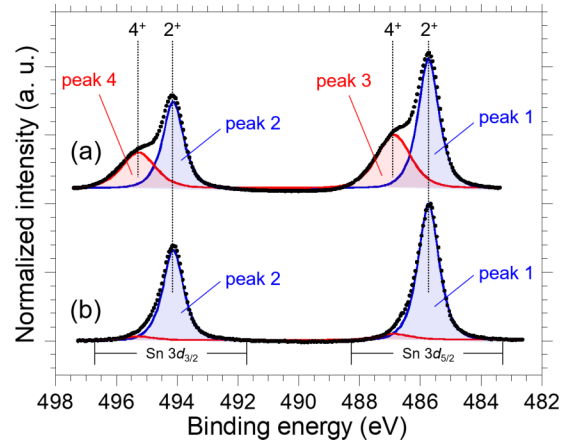 4+ 2+ 4+ 2+
peak 4
peak 3
peak 2
peak 1
(a)
peak 2
peak 1
(b)
Sn 3d3/2
Sn 3d5/2
498 496 494 492 490 488 486 484 482
Binding energy (eV)
Normalized intensity (a. u.)